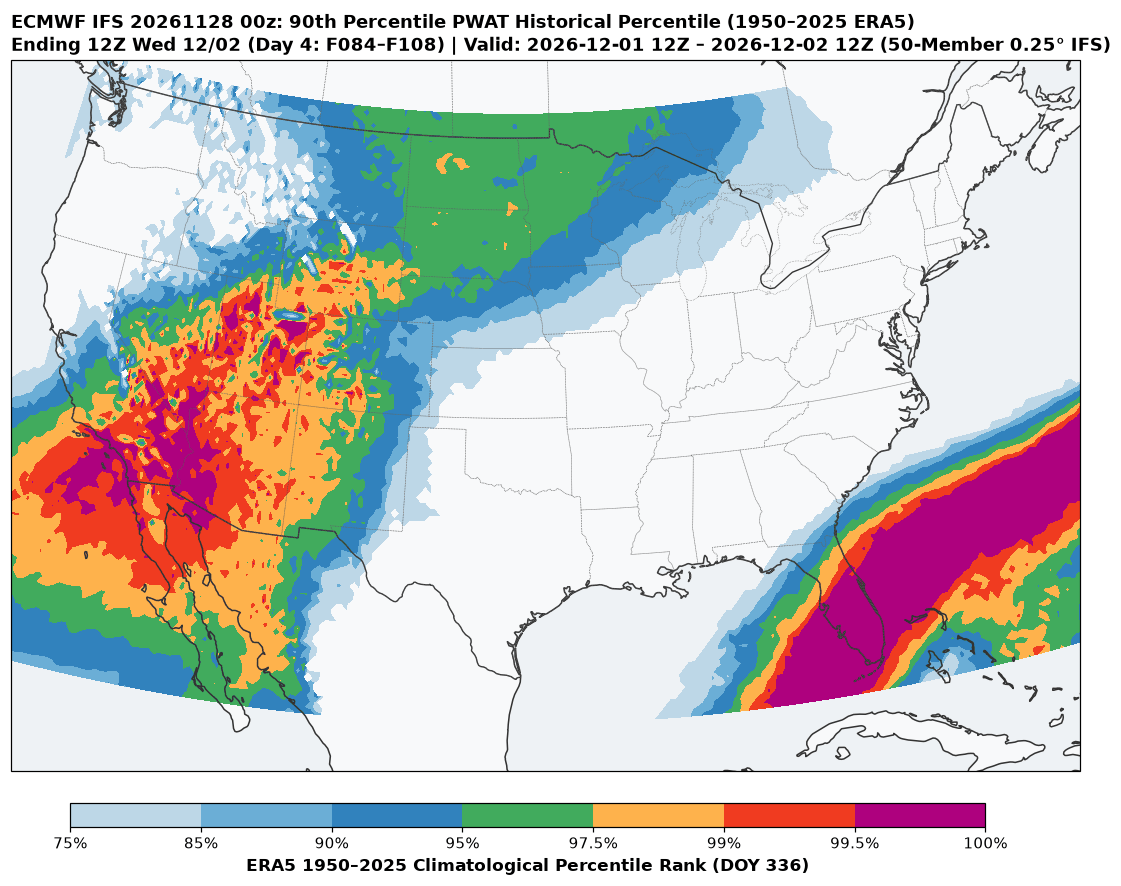 ECMWF IFS 20261128 00z: 90th Percentile PWAT Historical Percentile (1950–2025 ERA5)
Ending 12Z Wed 12/02 (Day 4: F084–F108) | Valid: 2026-12-01 12Z – 2026-12-02 12Z (50-Member 0.25° IFS)
75% 85% 90% 95% 97.5% 99% 99.5% 100%
ERA5 1950–2025 Climatological Percentile Rank (DOY 336)